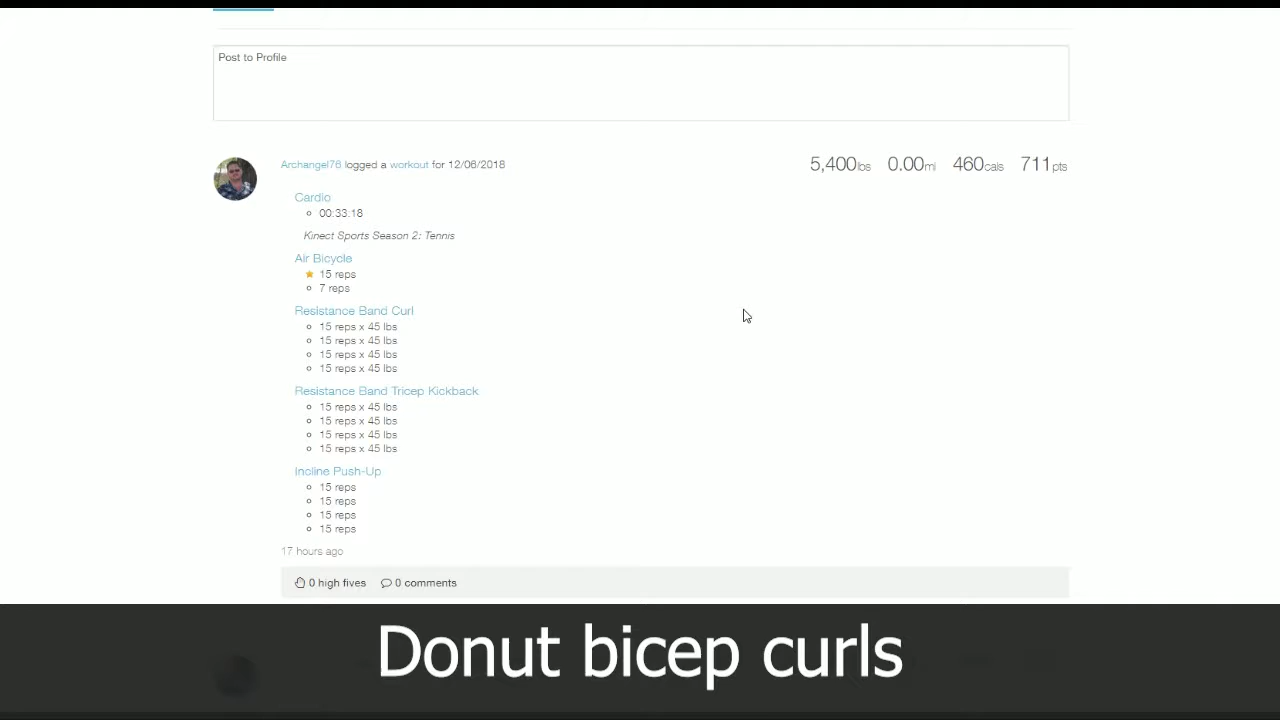 Post to Profile
Archangel76 logged a workout for 12/06/2018
5,400lbs 0.00mi 460cals 711pts
Cardio
00:33:18
Kinect Sports Season 2: Tennis
Air Bicycle
15 reps
7 reps
Resistance Band Curl
15 reps x 45 lbs
15 reps x 45 lbs
15 reps x 45 lbs
15 reps x 45 lbs
Resistance Band Tricep Kickback
15 reps x 45 lbs
15 reps x 45 lbs
15 reps x 45 lbs
15 reps x 45 lbs
Incline Push-Up
15 reps
15 reps
15 reps
15 reps
17 hours ago
0 high fives 0 comments
Donut bicep curls